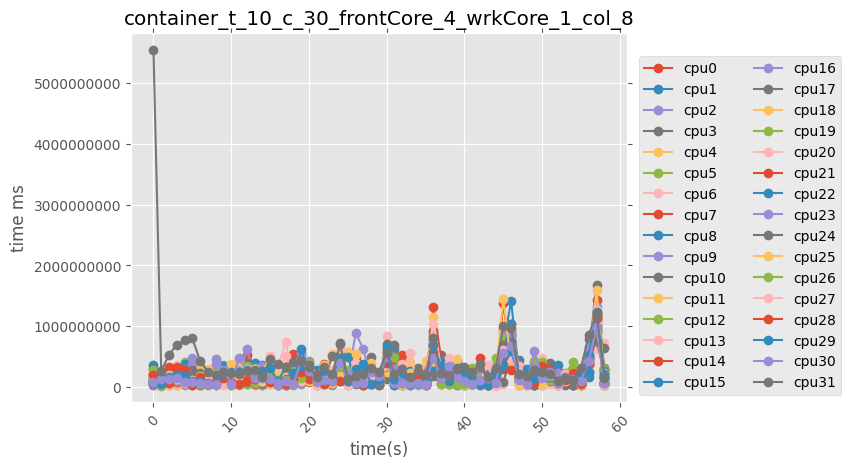 container_t_10_c_30_frontCore_4_wrkCore_1_col_8
time ms
5000000000
4000000000
3000000000
2000000000
1000000000
0
0
10
20
30
40
50
60
time(s)
cpu0
cpu1
cpu2
cpu3
cpu4
cpu5
cpu6
cpu7
cpu8
cpu9
cpu10
cpu11
cpu12
cpu13
cpu14
cpu15
cpu16
cpu17
cpu18
cpu19
cpu20
cpu21
cpu22
cpu23
cpu24
cpu25
cpu26
cpu27
cpu28
cpu29
cpu30
cpu31